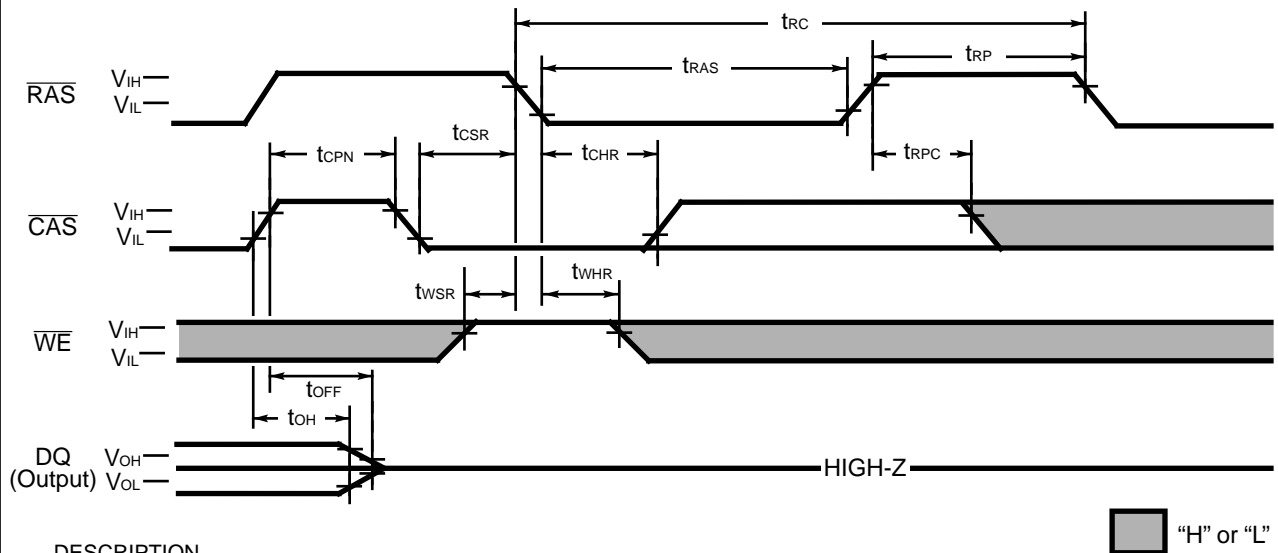 tRC
tRAS
tRP
RAS
VIH
VIL
tCPN
tCSR
tCHR
tRPC
CAS
VIH
VIL
tWSR
tWHR
WE
VIH
VIL
tOFF
tOH
DQ
(Output)
VOH
VOL
HIGH-Z
"H" or "L"
DESCRIPTION